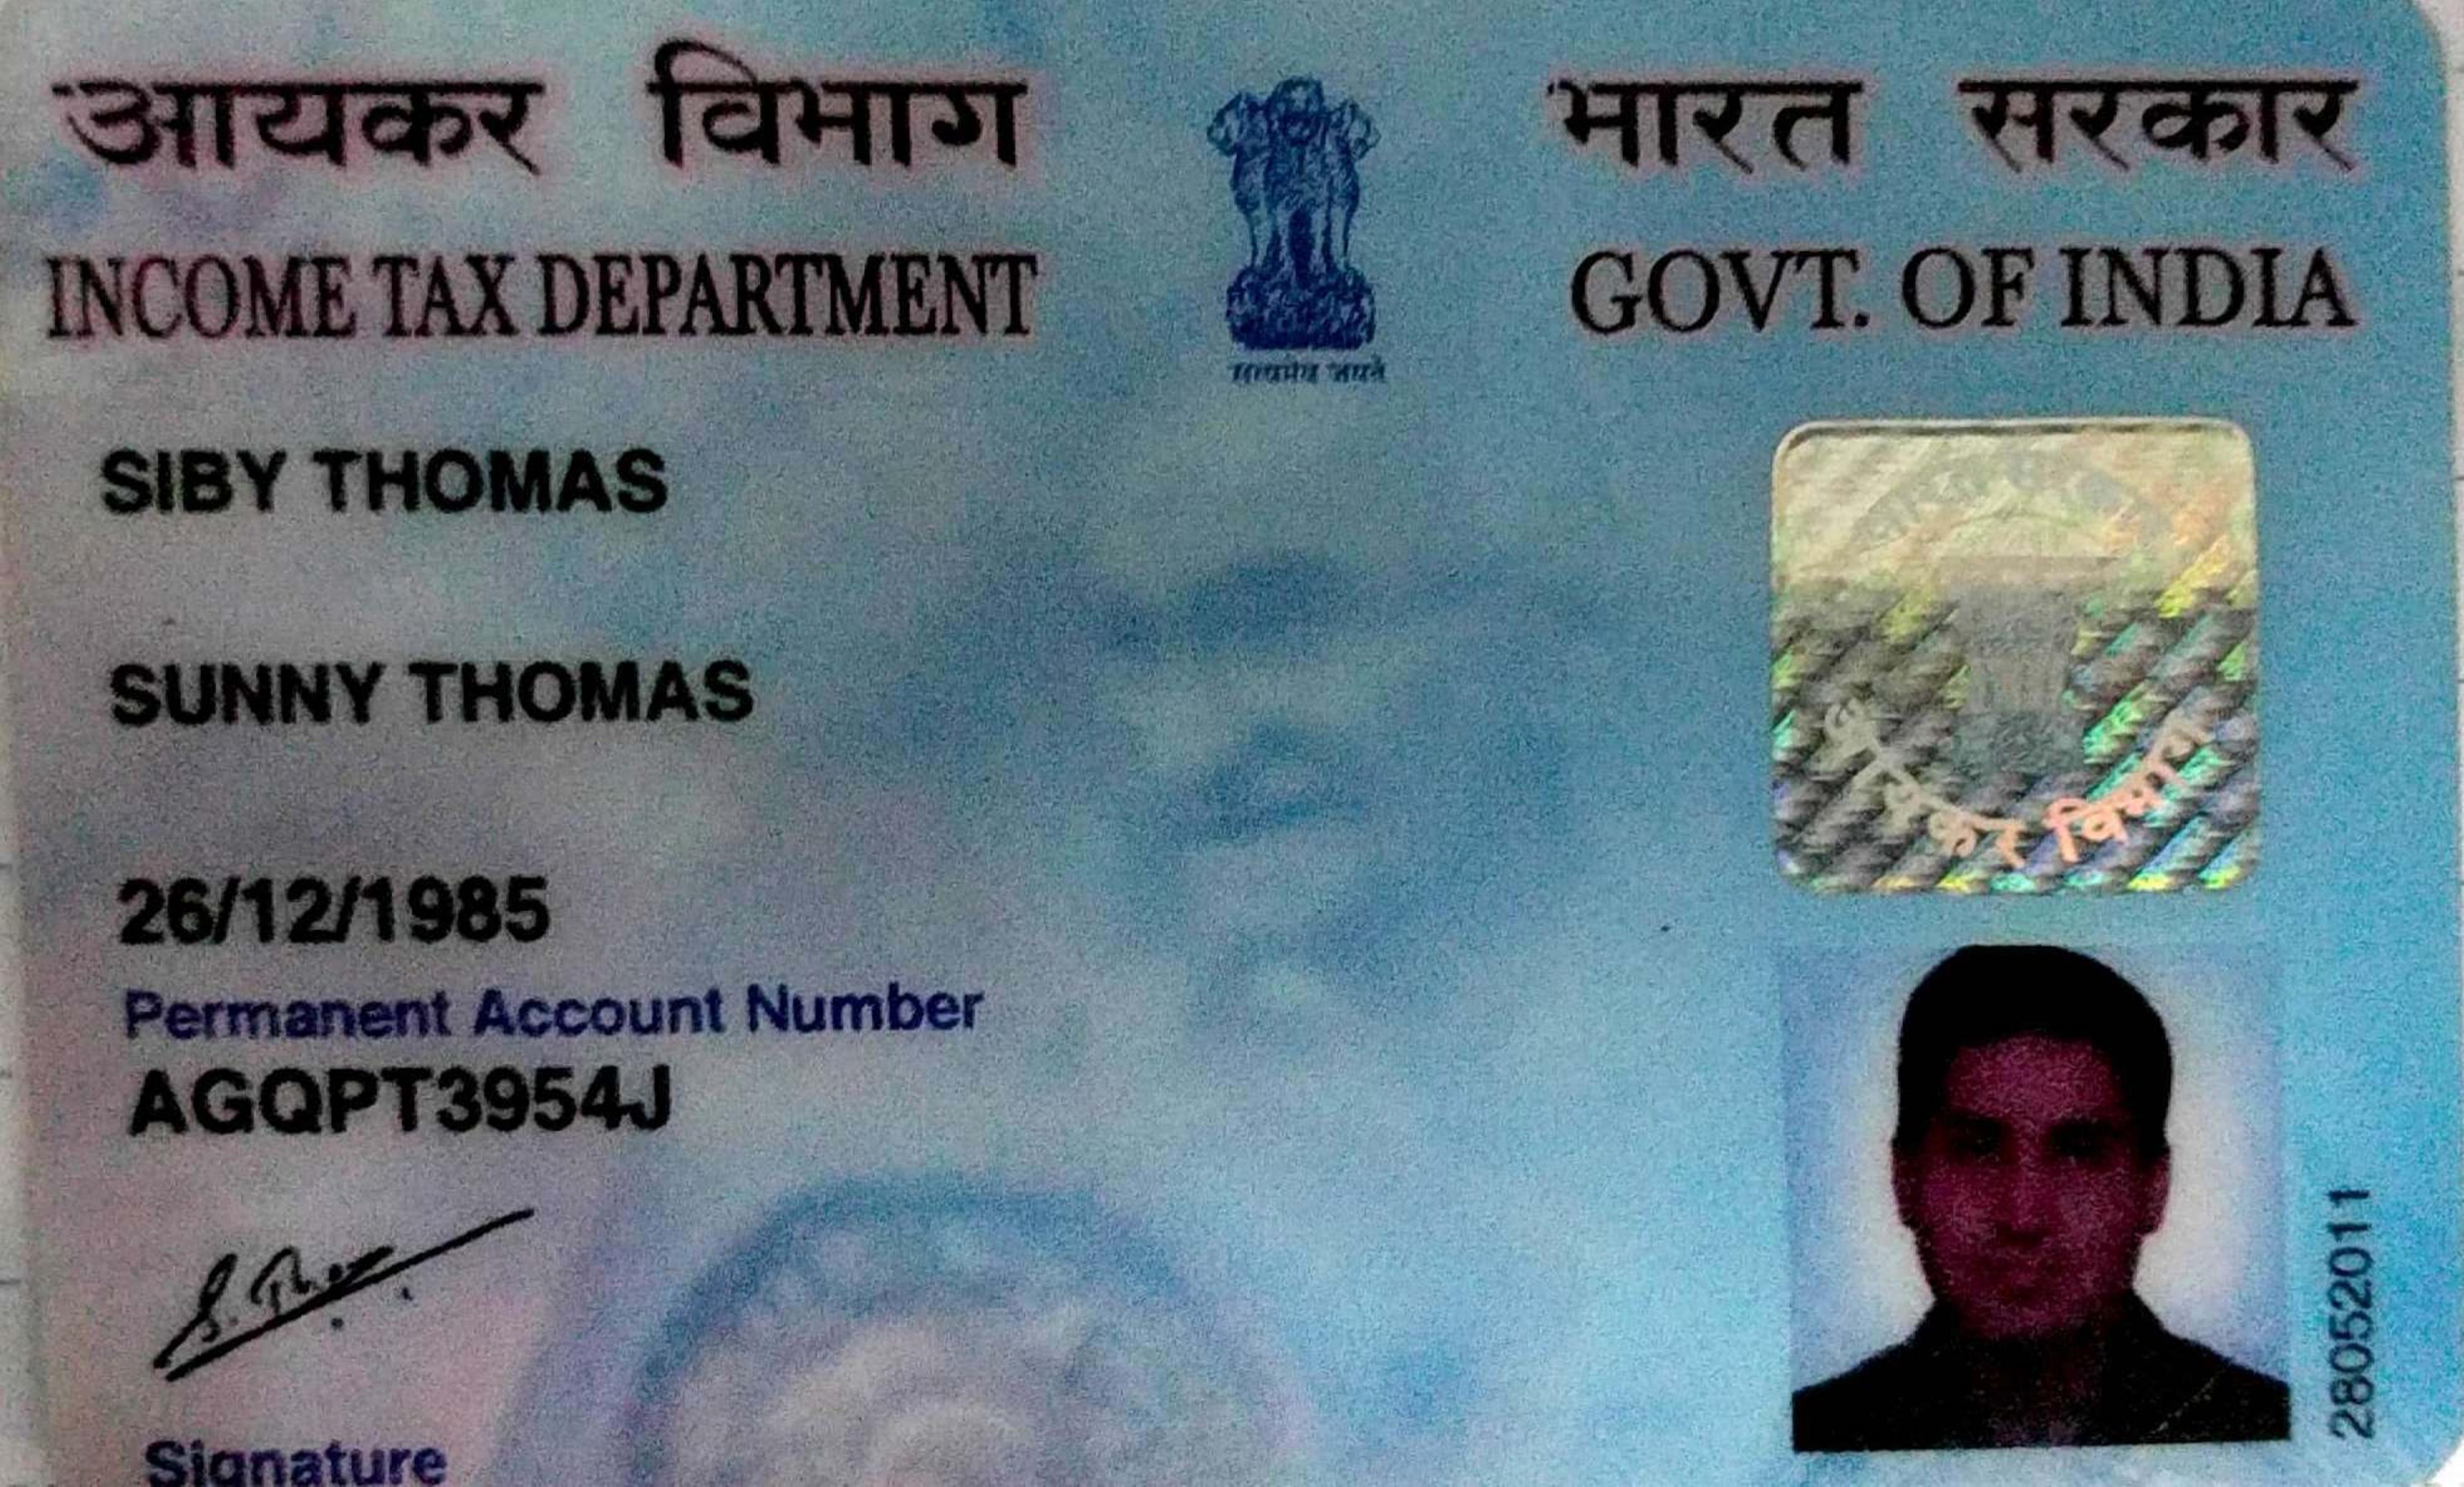 आयकर विभाग
भारत सरकार
INCOME TAX DEPARTMENT
GOVT. OF INDIA
सत्यमेव जयते
SIBY THOMAS
SUNNY THOMAS
26/12/1985
Permanent Account Number
AGQPT3954J
Signature
आयकर विभाग
28052011